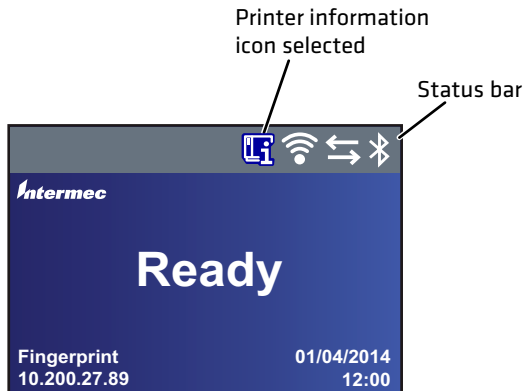 Printer information
icon selected
Status bar
Intermec
Ready
Fingerprint
01/04/2014
10.200.27.89
12:00